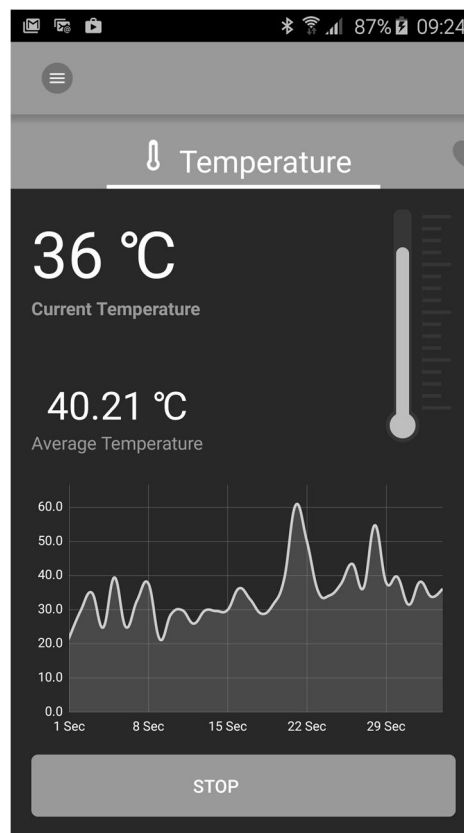 87% 09:24
Temperature
36 °C
Current Temperature
40.21 °C
Average Temperature
60.0
50.0
40.0
30.0
20.0
10.0
0.0
1 Sec 8 Sec 15 Sec 22 Sec 29 Sec
STOP